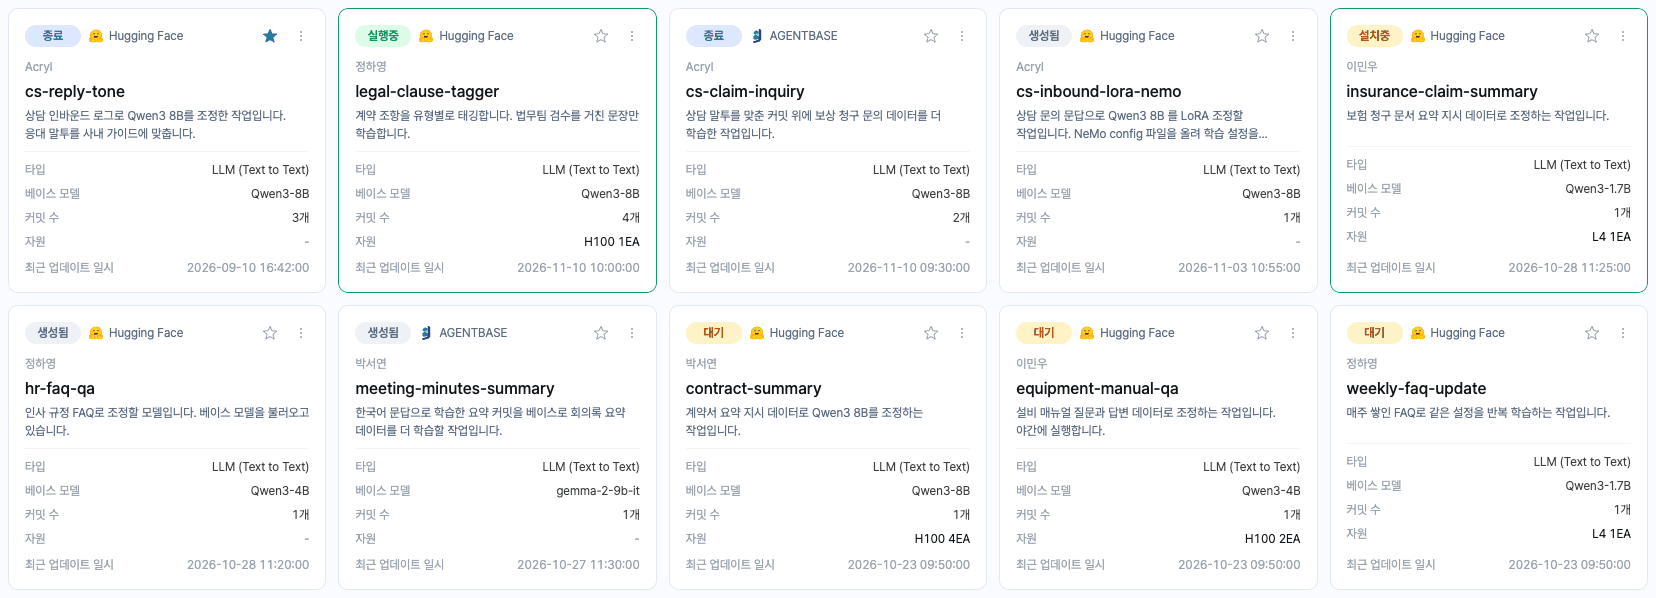 종료 Hugging Face
Acryl
cs-reply-tone
상담 인바운드 로그로 Qwen3 8B를 조정한 작업입니다.
응대 말투를 사내 가이드에 맞춥니다.
타입 LLM (Text to Text)
베이스 모델 Qwen3-8B
커밋 수 3개
자원 -
최근 업데이트 일시 2026-09-10 16:42:00
실행중 Hugging Face
정하영
legal-clause-tagger
계약 조항을 유형별로 태깅합니다. 법무팀 검수를 거친 문장만
학습합니다.
타입 LLM (Text to Text)
베이스 모델 Qwen3-8B
커밋 수 4개
자원 H100 1EA
최근 업데이트 일시 2026-11-10 10:00:00
종료 AGENTBASE
Acryl
cs-claim-inquiry
상담 말투를 맞춘 커밋 위에 보상 청구 문의 데이터를 더
학습한 작업입니다.
타입 LLM (Text to Text)
베이스 모델 Qwen3-8B
커밋 수 2개
자원 -
최근 업데이트 일시 2026-11-10 09:30:00
생성됨 Hugging Face
Acryl
cs-inbound-lora-nemo
상담 문의 문답으로 Qwen3 8B 를 LoRA 조정할
작업입니다. NeMo config 파일을 올려 학습 설정을...
타입 LLM (Text to Text)
베이스 모델 Qwen3-8B
커밋 수 1개
자원 -
최근 업데이트 일시 2026-11-03 10:55:00
설치중 Hugging Face
이민우
insurance-claim-summary
보험 청구 문서 요약 지시 데이터로 조정하는 작업입니다.
타입 LLM (Text to Text)
베이스 모델 Qwen3-1.7B
커밋 수 1개
자원 L4 1EA
최근 업데이트 일시 2026-10-28 11:25:00
생성됨 Hugging Face
정하영
hr-faq-qa
인사 규정 FAQ로 조정할 모델입니다. 베이스 모델을 불러오고
있습니다.
타입 LLM (Text to Text)
베이스 모델 Qwen3-4B
커밋 수 1개
자원 -
최근 업데이트 일시 2026-10-28 11:20:00
생성됨 AGENTBASE
박서연
meeting-minutes-summary
한국어 문답으로 학습한 요약 커밋을 베이스로 회의록 요약
데이터를 더 학습할 작업입니다.
타입 LLM (Text to Text)
베이스 모델 gemma-2-9b-it
커밋 수 1개
자원 -
최근 업데이트 일시 2026-10-27 11:30:00
대기 Hugging Face
박서연
contract-summary
계약서 요약 지시 데이터로 Qwen3 8B를 조정하는
작업입니다.
타입 LLM (Text to Text)
베이스 모델 Qwen3-8B
커밋 수 1개
자원 H100 4EA
최근 업데이트 일시 2026-10-23 09:50:00
대기 Hugging Face
이민우
equipment-manual-qa
설비 매뉴얼 질문과 답변 데이터로 조정하는 작업입니다.
야간에 실행합니다.
타입 LLM (Text to Text)
베이스 모델 Qwen3-4B
커밋 수 1개
자원 H100 2EA
최근 업데이트 일시 2026-10-23 09:50:00
대기 Hugging Face
정하영
weekly-faq-update
매주 쌓인 FAQ로 같은 설정을 반복 학습하는 작업입니다.
타입 LLM (Text to Text)
베이스 모델 Qwen3-1.7B
커밋 수 1개
자원 L4 1EA
최근 업데이트 일시 2026-10-23 09:50:00